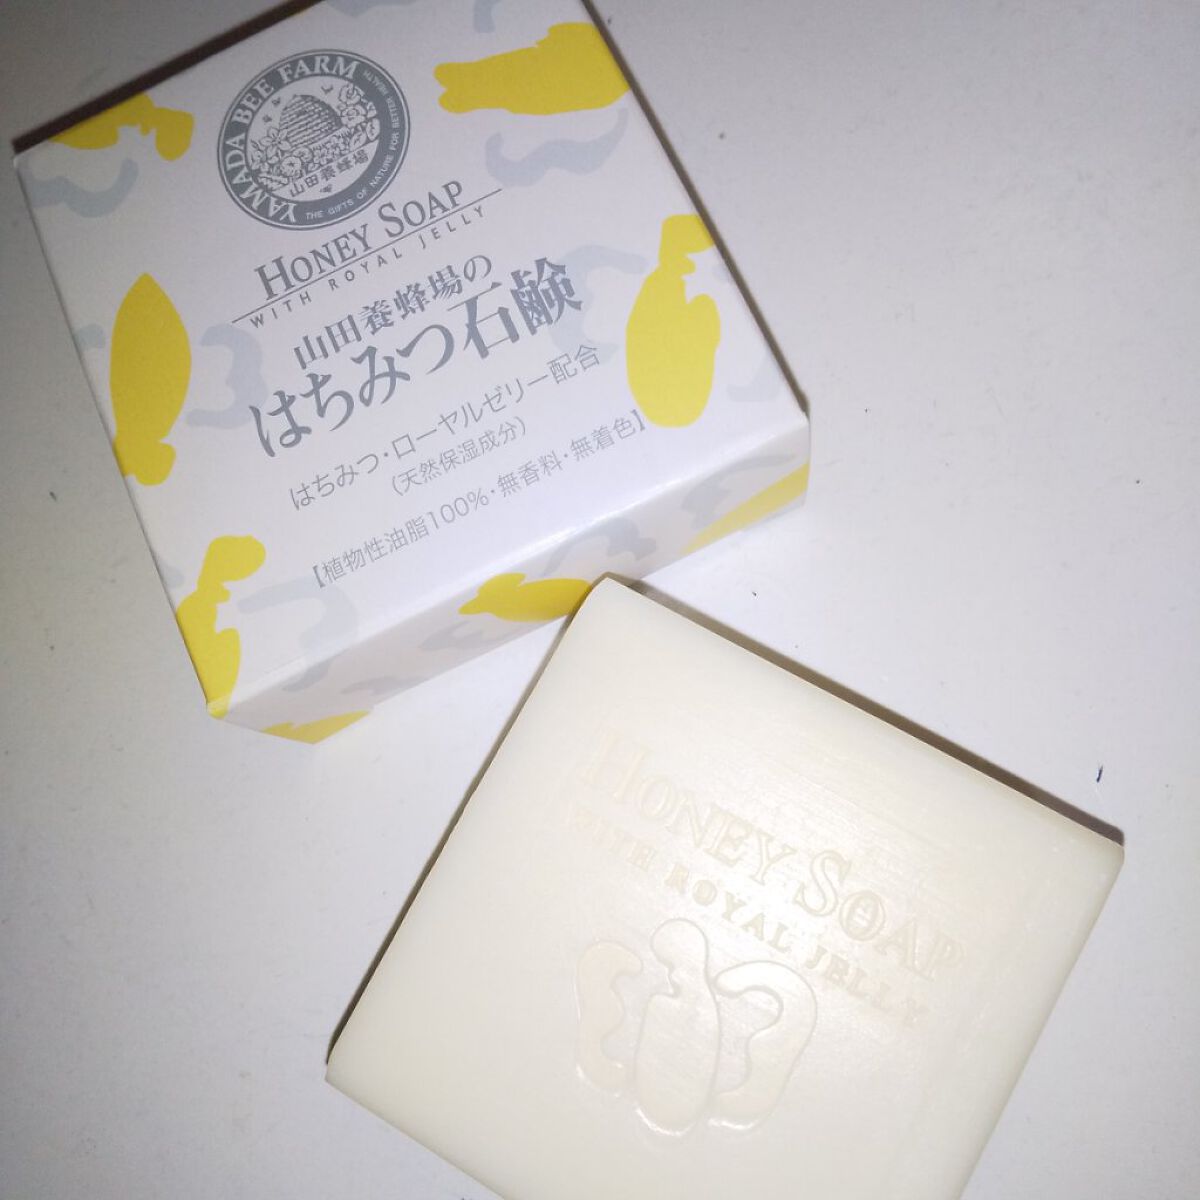 YAMADA BEE FARM
THE GIFTS OF NATURE FOR BETTER HEALTH
山田養蜂場
HONEY SOAP
WITH ROYAL JELLY
山田養蜂場の
はちみつ石鹸
はちみつ・ローヤルゼリー配合
(天然保湿成分)
【植物性油脂100%・無香料・無着色】
HONEY SOAP
WITH ROYAL JELLY